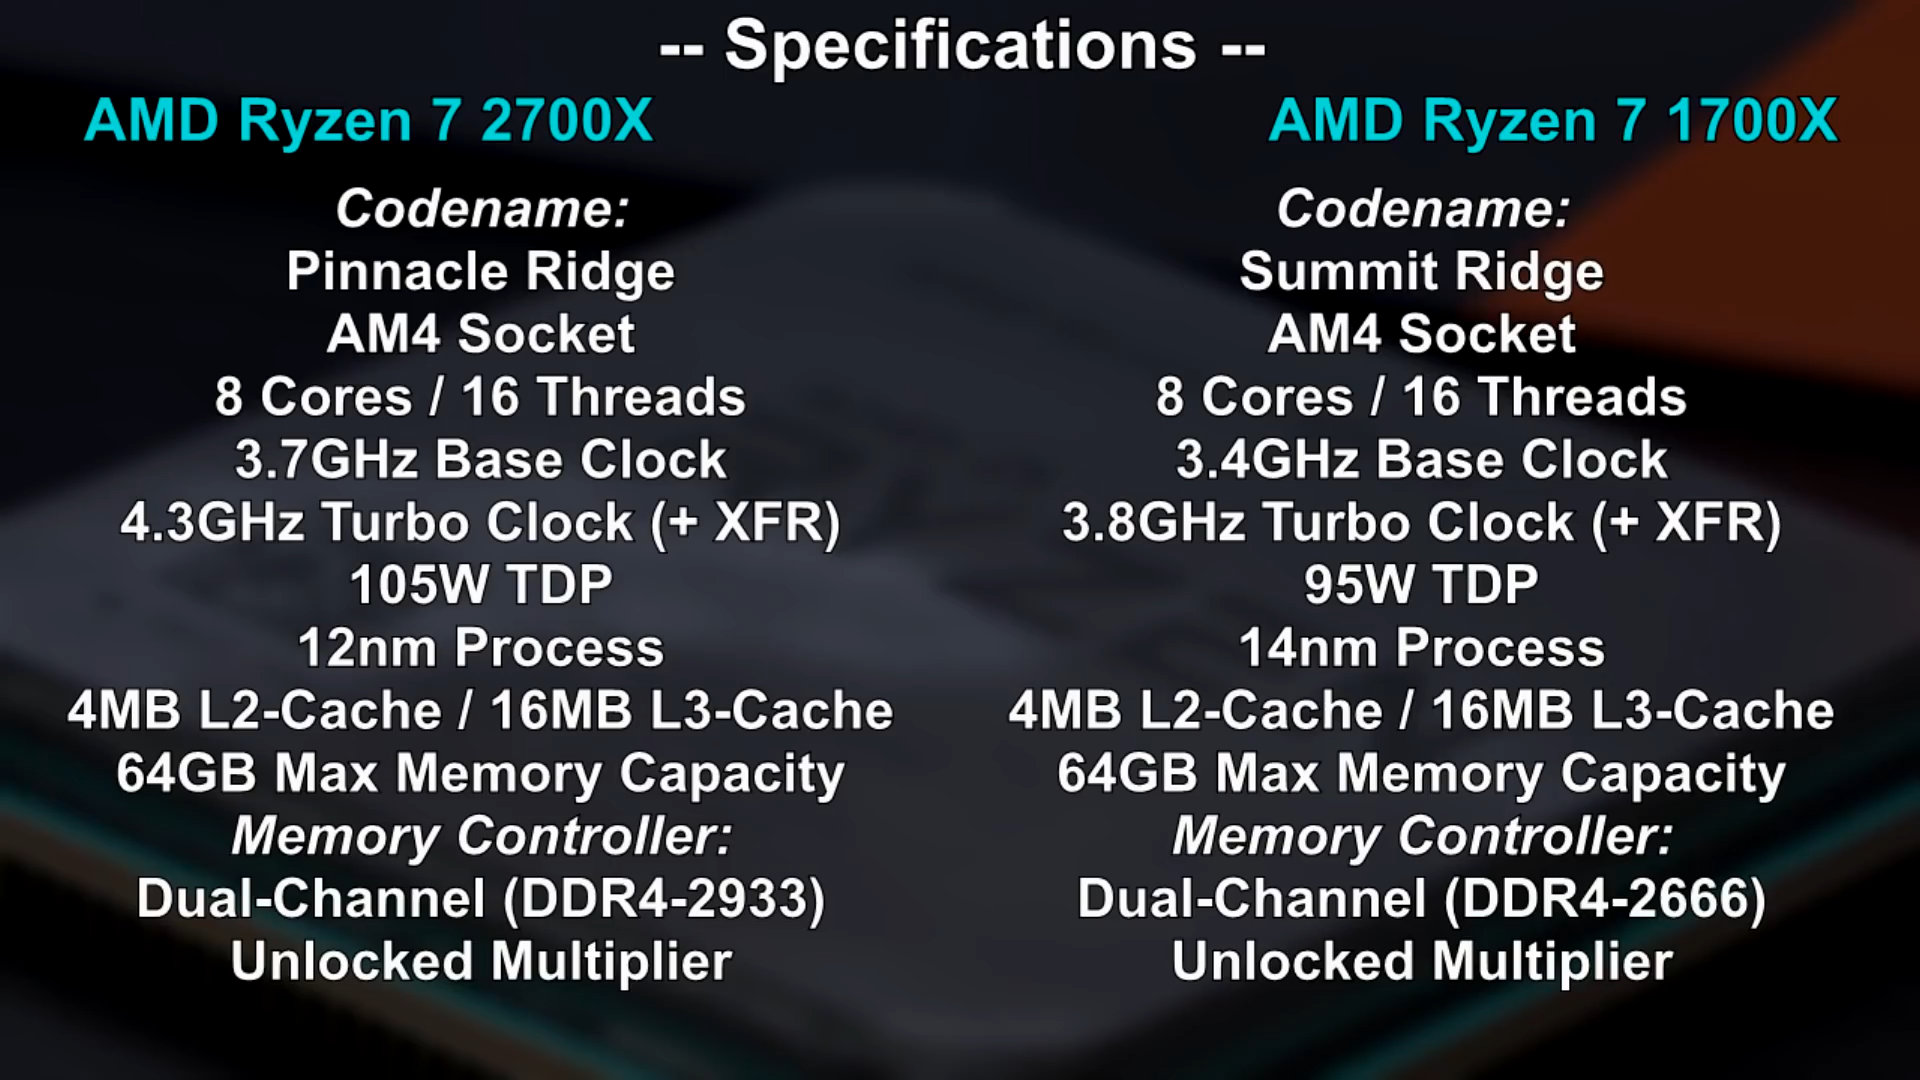 -- Specifications --
AMD Ryzen 7 2700X
Codename:
Pinnacle Ridge
AM4 Socket
8 Cores / 16 Threads
3.7GHz Base Clock
4.3GHz Turbo Clock (+ XFR)
105W TDP
12nm Process
4MB L2-Cache / 16MB L3-Cache
64GB Max Memory Capacity
Memory Controller:
Dual-Channel (DDR4-2933)
Unlocked Multiplier
AMD Ryzen 7 1700X
Codename:
Summit Ridge
AM4 Socket
8 Cores / 16 Threads
3.4GHz Base Clock
3.8GHz Turbo Clock (+ XFR)
95W TDP
14nm Process
4MB L2-Cache / 16MB L3-Cache
64GB Max Memory Capacity
Memory Controller:
Dual-Channel (DDR4-2666)
Unlocked Multiplier